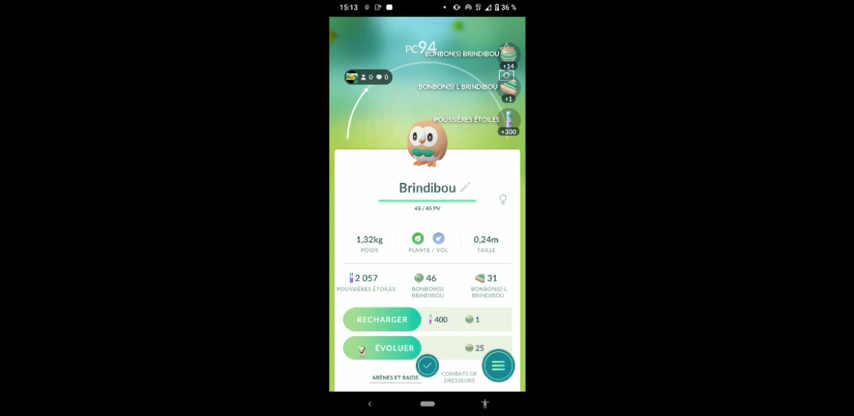 15:13
36 %
PC94
BONBON(S) BRINDIBOU
+14
0 0
BONBON(S) L BRINDIBOU
+1
POUSSIÈRES ÉTOILES
+300
Brindibou
45 / 45 PV
1,32kg
POIDS
PLANTE / VOL
0,24m
TAILLE
2 057
POUSSIÈRES ÉTOILES
46
BONBON(S)
BRINDIBOU
31
BONBON(S) L
BRINDIBOU
RECHARGER
400
1
ÉVOLUER
25
ARÈNES ET RAIDS
COMBATS DE
DRESSEURS